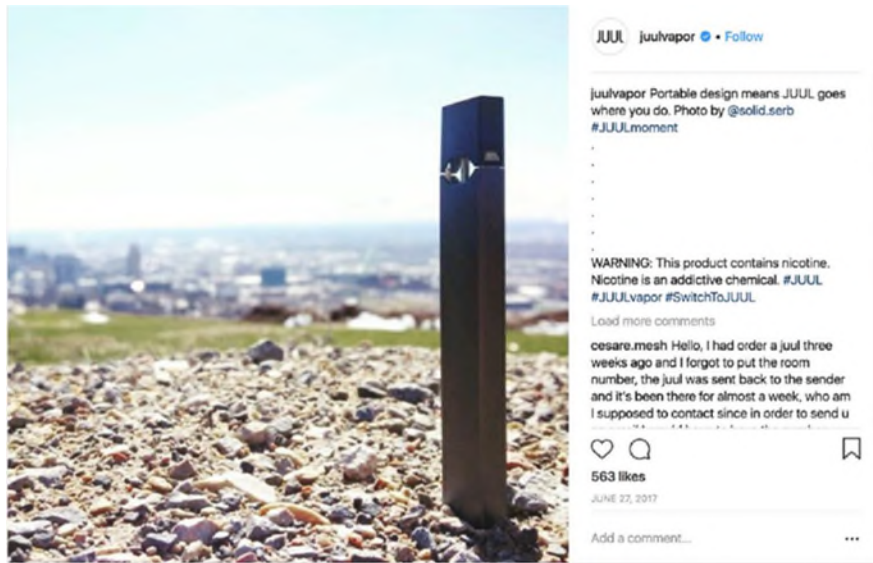 JUUL juulvapor • Follow
juulvapor Portable design means JUUL goes
where you do. Photo by @solid.serb
#JUULmoment
.
.
.
.
.
.
.
WARNING: This product contains nicotine.
Nicotine is an addictive chemical. #JUUL
#JUULvapor #SwitchToJUUL
Load more comments
cesare.mesh Hello, I had order a juul three
weeks ago and I forgot to put the room
number, the juul was sent back to the sender
and it's been there for almost a week, who am
I supposed to contact since in order to send u
563 likes
JUNE 27, 2017
Add a comment...